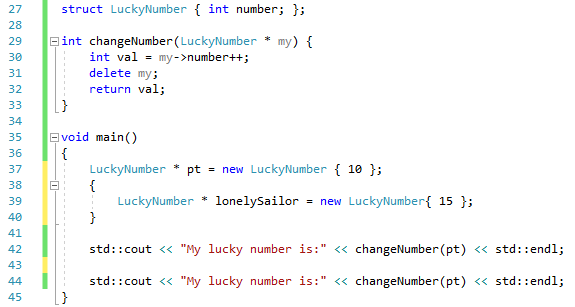 27 struct LuckyNumber { int number; };
28
29 int changeNumber(LuckyNumber * my) {
30 int val = my->number++;
31 delete my;
32 return val;
33 }
34
35 void main()
36 {
37 LuckyNumber * pt = new LuckyNumber { 10 };
38 {
39 LuckyNumber * lonelySailor = new LuckyNumber{ 15 };
40 }
41
42 std::cout << "My lucky number is:" << changeNumber(pt) << std::endl;
43
44 std::cout << "My lucky number is:" << changeNumber(pt) << std::endl;
45 }